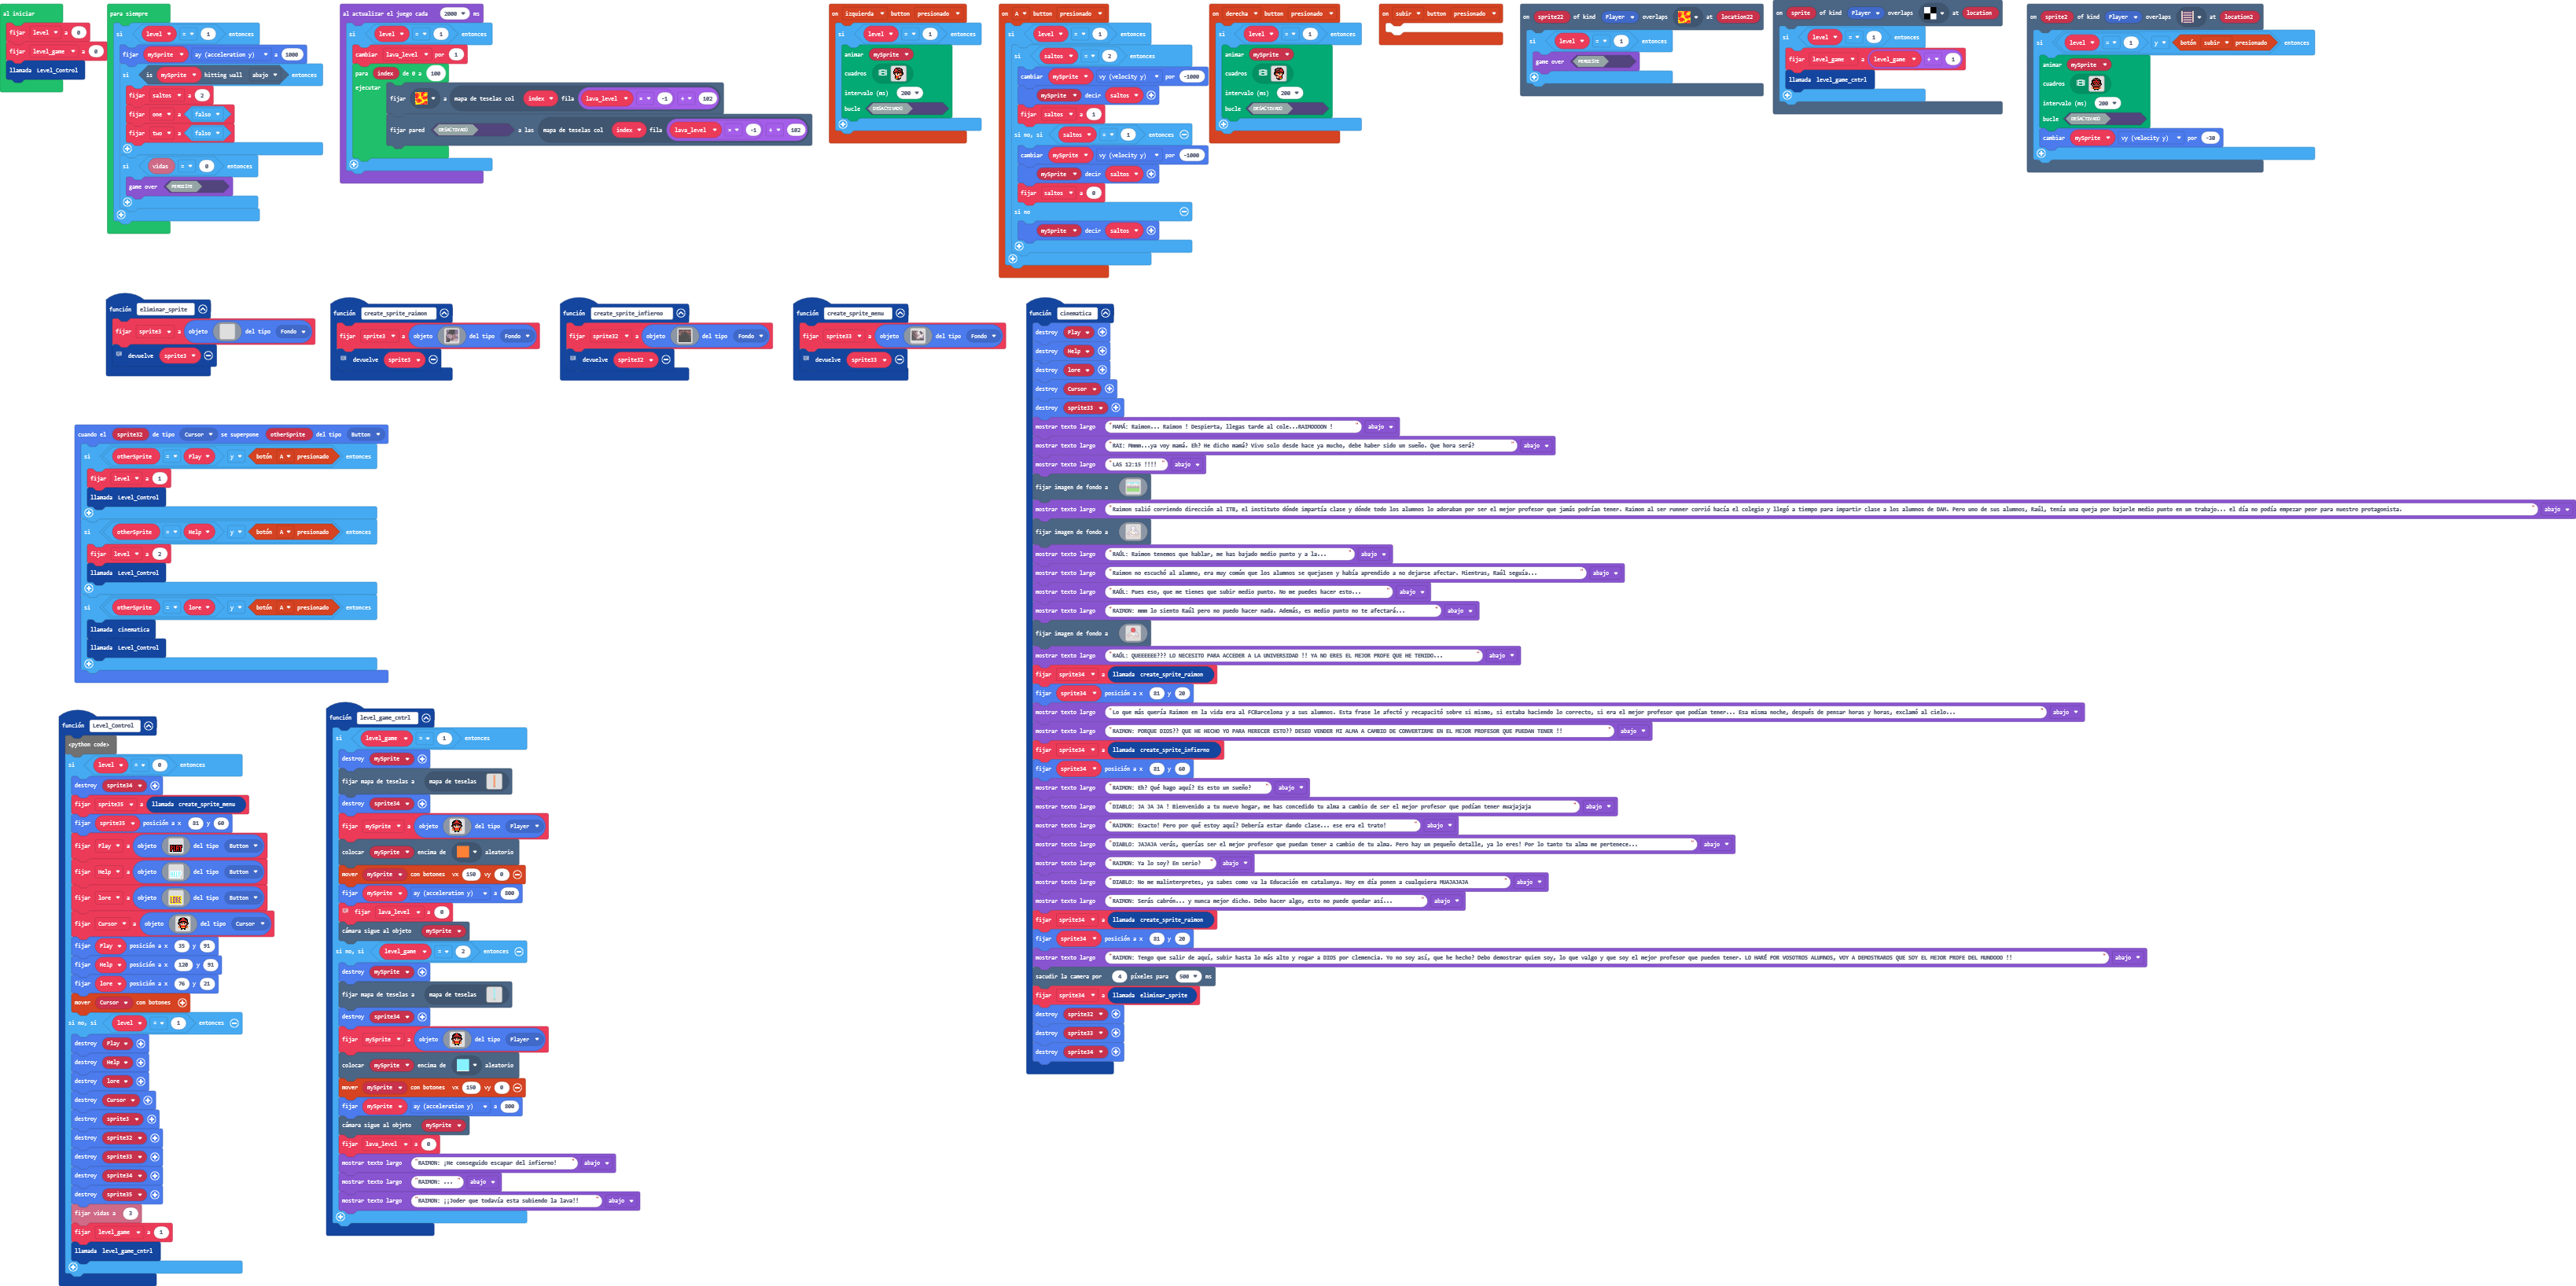 al iniciar
fijar level a 0
fijar level_game a 0
llamada Level_Control
para siempre
si level = 1 entonces
fijar mySprite ay (acceleration y) a 1000
si is mySprite hitting wall abajo entonces
fijar saltos a 2
fijar one a falso
fijar two a falso
si vidas = 0 entonces
game over PERDISTE
al actualizar el juego cada 2000 ms
si level = 1 entonces
cambiar lava_level por 1
para index de 0 a 100
ejecutar
fijar a mapa de teselas col index fila lava_level × -1 + 102
fijar pared DESACTIVADO a las mapa de teselas col index fila lava_level × -1 + 102
on izquierda button presionado
si level = 1 entonces
animar mySprite
cuadros
intervalo (ms) 200
bucle DESACTIVADO
on A button presionado
si level = 1 entonces
si saltos = 2 entonces
cambiar mySprite vy (velocity y) por -1000
mySprite decir saltos
fijar saltos a 1
si no, si saltos = 1 entonces
cambiar mySprite vy (velocity y) por -1000
mySprite decir saltos
fijar saltos a 0
si no
mySprite decir saltos
on derecha button presionado
si level = 1 entonces
animar mySprite
cuadros
intervalo (ms) 200
bucle DESACTIVADO
on subir button presionado
on sprite22 of kind Player overlaps at location22
si level = 1 entonces
game over PERDISTE
on sprite of kind Player overlaps at location
si level = 1 entonces
fijar level_game a level_game + 1
llamada level_game_cntrl
on sprite2 of kind Player overlaps at location2
si level = 1 y botón subir presionado
animar mySprite
cuadros
intervalo (ms) 200
bucle DESACTIVADO
cambiar mySprite vy (velocity y) por -30
función eliminar_sprite
fijar sprite3 a objeto del tipo Fondo
devuelve sprite3
función create_sprite_raimon
fijar sprite3 a objeto del tipo Fondo
devuelve sprite3
función create_sprite_infierno
fijar sprite32 a objeto del tipo Fondo
devuelve sprite32
función create_sprite_menu
fijar sprite33 a objeto del tipo Fondo
devuelve sprite33
cuando el sprite32 de tipo Cursor se superpone otherSprite del tipo Button
si otherSprite = Play y botón A presionado entonces
fijar level a 1
llamada Level_Control
si otherSprite = Help y botón A presionado entonces
fijar level a 2
llamada Level_Control
si otherSprite = lore y botón A presionado entonces
llamada cinematica
llamada Level_Control
función cinematica
destroy Play
destroy Help
destroy lore
destroy Cursor
destroy sprite33
mostrar texto largo "MAMÁ: Raimon... Raimon ! Despierta, llegas tarde al cole...RAIMOOOON ! " abajo
mostrar texto largo "RAI: Mmmm...ya voy mamá. Eh? He dicho mamá? Vivo solo desde hace ya mucho, debe haber sido un sueño. Que hora será? " abajo
mostrar texto largo "LAS 12:15 !!!! " abajo
fijar imagen de fondo a
mostrar texto largo "Raimon salió corriendo dirección al ITB, el instituto dónde impartía clase y dónde todo los alumnos lo adoraban por ser el mejor profesor que jamás podrían tener. Raimon al ser runner corrió hacía el colegio y llegó a tiempo para impartir clase a los alumnos de DAM. Pero uno de sus alumnos, Raúl, tenía una queja por bajarle medio punto en un trabajo... el día no podía empezar peor para nuestro protagonista. " abajo
fijar imagen de fondo a
mostrar texto largo "RAÚL: Raimon tenemos que hablar, me has bajado medio punto y a la... " abajo
mostrar texto largo "Raimon no escuchó al alumno, era muy común que los alumnos se quejasen y había aprendido a no dejarse afectar. Mientras, Raúl seguía... " abajo
mostrar texto largo "RAÚL: Pues eso, que me tienes que subir medio punto. No me puedes hacer esto... " abajo
mostrar texto largo "RAIMON: mmm lo siento Raúl pero no puedo hacer nada. Además, es medio punto no te afectará... " abajo
fijar imagen de fondo a
mostrar texto largo "RAÚL: QUEEEEEE??? LO NECESITO PARA ACCEDER A LA UNIVERSIDAD !! YA NO ERES EL MEJOR PROFE QUE HE TENIDO... " abajo
fijar sprite34 a llamada create_sprite_raimon
fijar sprite34 posición a x 81 y 20
mostrar texto largo "Lo que más quería Raimon en la vida era al FCBarcelona y a sus alumnos. Esta frase le afectó y recapacitó sobre si mismo, si estaba haciendo lo correcto, si era el mejor profesor que podían tener... Esa misma noche, después de pensar horas y horas, exclamó al cielo... " abajo
mostrar texto largo "RAIMON: PORQUE DIOS?? QUE HE HECHO YO PARA MERECER ESTO?? DESEO VENDER MI ALMA A CAMBIO DE CONVERTIRME EN EL MEJOR PROFESOR QUE PUEDAN TENER !! " abajo
fijar sprite34 a llamada create_sprite_infierno
fijar sprite34 posición a x 81 y 60
mostrar texto largo "RAIMON: Eh? Qué hago aquí? Es esto un sueño? " abajo
mostrar texto largo "DIABLO: JA JA JA ! Bienvenido a tu nuevo hogar, me has concedido tu alma a cambio de ser el mejor profesor que podían tener muajajaja " abajo
mostrar texto largo "RAIMON: Exacto! Pero por qué estoy aquí? Debería estar dando clase... ese era el trato! " abajo
mostrar texto largo "DIABLO: JAJAJA verás, querías ser el mejor profesor que puedan tener a cambio de tu alma. Pero hay un pequeño detalle, ya lo eres! Por lo tanto tu alma me pertenece... " abajo
mostrar texto largo "RAIMON: Ya lo soy? En serio? " abajo
mostrar texto largo "DIABLO: No me malinterpretes, ya sabes como va la Educación en catalunya. Hoy en día ponen a cualquiera MUAJAJAJA " abajo
mostrar texto largo "RAIMON: Serás cabrón... y nunca mejor dicho. Debo hacer algo, esto no puede quedar así... " abajo
fijar sprite34 a llamada create_sprite_raimon
fijar sprite34 posición a x 81 y 20
mostrar texto largo "RAIMON: Tengo que salir de aquí, subir hasta lo más alto y rogar a DIOS por clemencia. Yo no soy así, que he hecho? Debo demostrar quien soy, lo que valgo y que soy el mejor profesor que pueden tener. LO HARÉ POR VOSOTROS ALUMNOS, VOY A DEMOSTRAROS QUE SOY EL MEJOR PROFE DEL MUNDOOO !! " abajo
sacudir la camera por 4 píxeles para 500 ms
fijar sprite34 a llamada eliminar_sprite
destroy sprite32
destroy sprite33
destroy sprite34
función Level_Control
<python code>
si level = 0 entonces
destroy sprite34
fijar sprite35 a llamada create_sprite_menu
fijar sprite35 posición a x 81 y 60
fijar Play a objeto PLAY del tipo Button
fijar Help a objeto del tipo Button
fijar lore a objeto LORE del tipo Button
fijar Cursor a objeto del tipo Cursor
fijar Play posición a x 35 y 91
fijar Help posición a x 120 y 91
fijar lore posición a x 76 y 21
mover Cursor con botones
si no, si level = 1 entonces
destroy Play
destroy Help
destroy lore
destroy Cursor
destroy sprite3
destroy sprite32
destroy sprite33
destroy sprite34
destroy sprite35
fijar vidas a 3
fijar level_game a 1
llamada level_game_cntrl
función level_game_cntrl
si level_game = 1 entonces
destroy mySprite
fijar mapa de teselas a mapa de teselas
destroy sprite34
fijar mySprite a objeto del tipo Player
colocar mySprite encima de aleatorio
mover mySprite con botones vx 150 vy 0
fijar mySprite ay (acceleration y) a 800
fijar lava_level a 0
cámara sigue al objeto mySprite
si no, si level_game = 2 entonces
destroy mySprite
fijar mapa de teselas a mapa de teselas
destroy sprite34
fijar mySprite a objeto del tipo Player
colocar mySprite encima de aleatorio
mover mySprite con botones vx 150 vy 0
fijar mySprite ay (acceleration y) a 800
cámara sigue al objeto mySprite
fijar lava_level a 0
mostrar texto largo "RAIMON: ¡He conseguido escapar del infierno! " abajo
mostrar texto largo "RAIMON: ... " abajo
mostrar texto largo "RAIMON: ¡¡Joder que todavía esta subiendo la lava!! " abajo